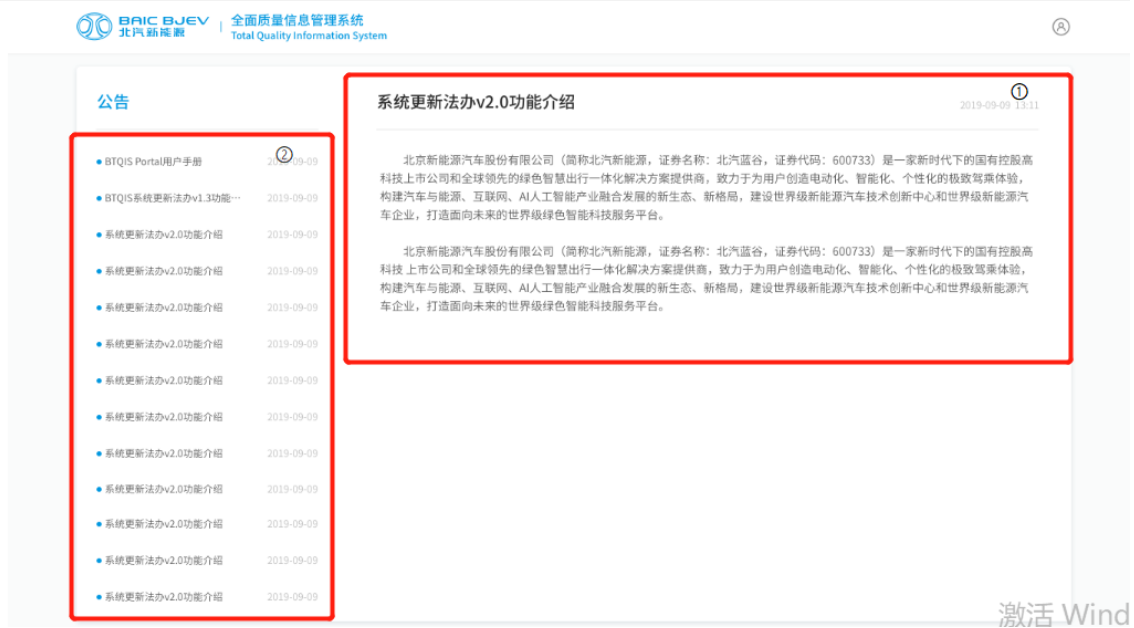 BAIC BJEV
北汽新能源
全面质量信息管理系统
Total Quality Information System
公告
②
BTQIS Portal用户手册 2019-09-09
BTQIS系统更新法办v1.3功能… 2019-09-09
系统更新法办v2.0功能介绍 2019-09-09
系统更新法办v2.0功能介绍 2019-09-09
系统更新法办v2.0功能介绍 2019-09-09
系统更新法办v2.0功能介绍 2019-09-09
系统更新法办v2.0功能介绍 2019-09-09
系统更新法办v2.0功能介绍 2019-09-09
系统更新法办v2.0功能介绍 2019-09-09
系统更新法办v2.0功能介绍 2019-09-09
系统更新法办v2.0功能介绍 2019-09-09
系统更新法办v2.0功能介绍 2019-09-09
系统更新法办v2.0功能介绍 2019-09-09
①
系统更新法办v2.0功能介绍
2019-09-09 13:11
北京新能源汽车股份有限公司（简称北汽新能源，证券名称：北汽蓝谷，证券代码：600733）是一家新时代下的国有控股高
科技上市公司和全球领先的绿色智慧出行一体化解决方案提供商，致力于为用户创造电动化、智能化、个性化的极致驾乘体验，
构建汽车与能源、互联网、AI人工智能产业融合发展的新生态、新格局，建设世界级新能源汽车技术创新中心和世界级新能源汽
车企业，打造面向未来的世界级绿色智能科技服务平台。
北京新能源汽车股份有限公司（简称北汽新能源，证券名称：北汽蓝谷，证券代码：600733）是一家新时代下的国有控股高
科技 上市公司和全球领先的绿色智慧出行一体化解决方案提供商，致力于为用户创造电动化、智能化、个性化的极致驾乘体验，
构建汽车与能源、互联网、AI人工智能产业融合发展的新生态、新格局，建设世界级新能源汽车技术创新中心和世界级新能源汽
车企业，打造面向未来的世界级绿色智能科技服务平台。
激活 Wind